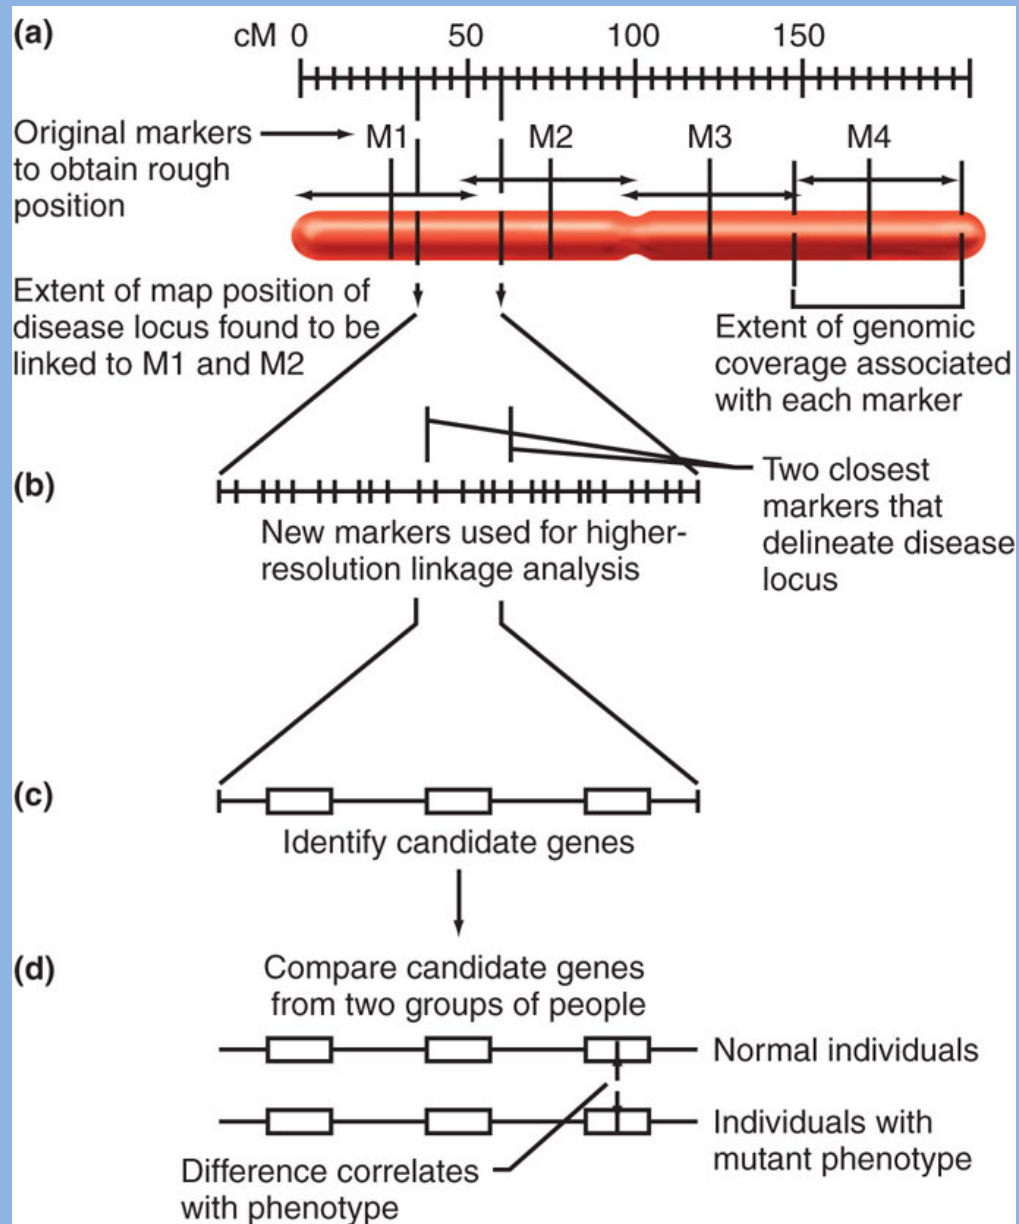 (a)
cM 0 50 100 150
Original markers
to obtain rough
position
M1 M2 M3 M4
Extent of map position of
disease locus found to be
linked to M1 and M2
Extent of genomic
coverage associated
with each marker
(b)
Two closest
markers that
delineate disease
locus
New markers used for higher-
resolution linkage analysis
(c)
Identify candidate genes
(d)
Compare candidate genes
from two groups of people
Normal individuals
Individuals with
mutant phenotype
Difference correlates
with phenotype